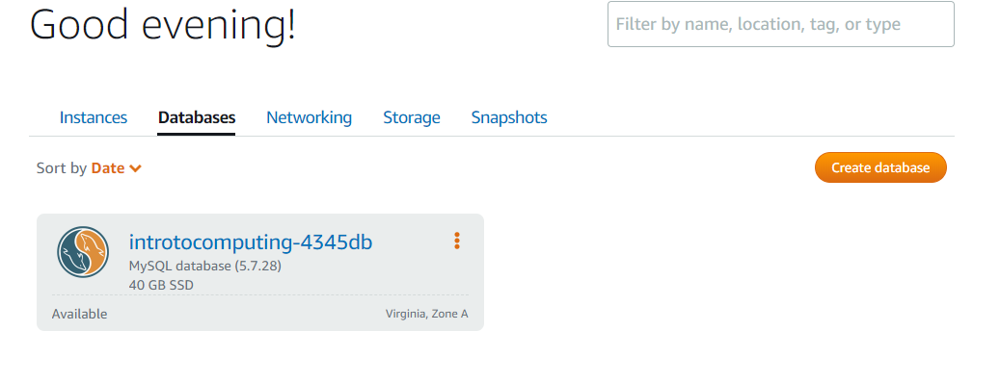 Good evening!
Filter by name, location, tag, or type
Instances Databases Networking Storage Snapshots
Sort by Date
Create database
introtocomputing-4345db
MySQL database (5.7.28)
40 GB SSD
Available
Virginia, Zone A